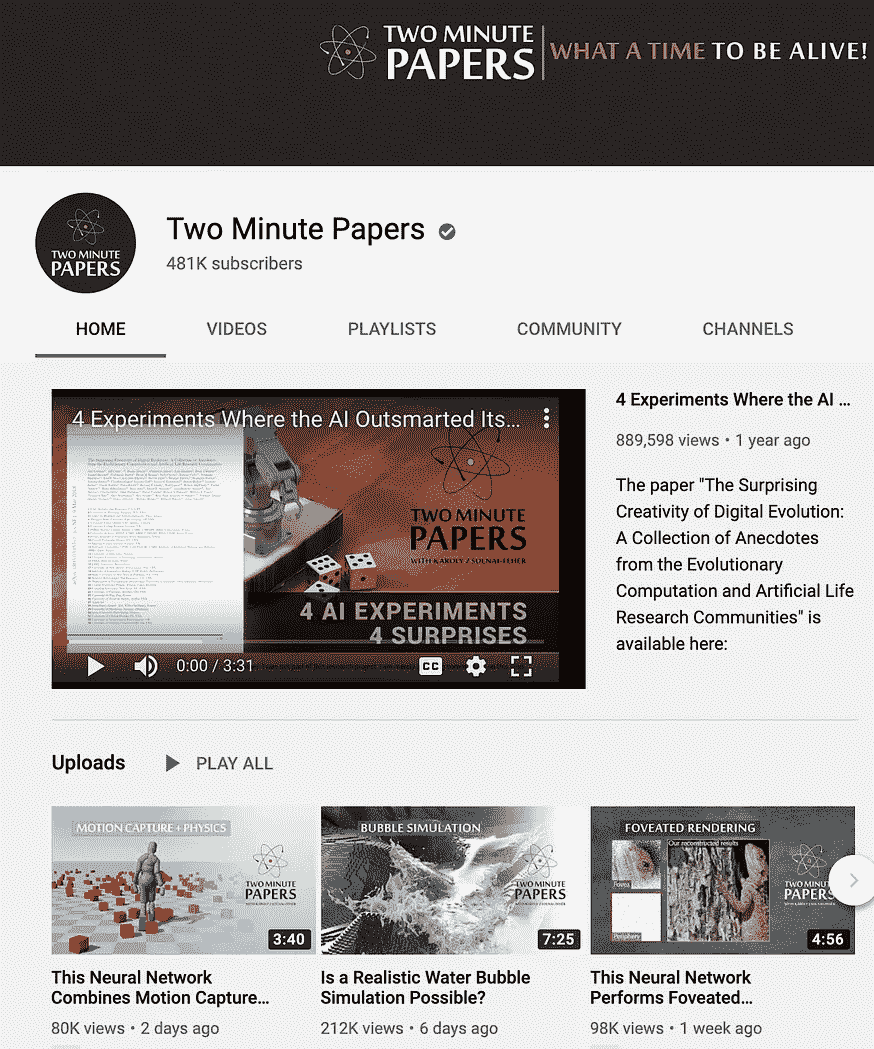 TWO MINUTE
PAPERS
WHAT A TIME TO BE ALIVE!
TWO MINUTE
PAPERS
Two Minute Papers
481K subscribers
HOME
VIDEOS
PLAYLISTS
COMMUNITY
CHANNELS
4 Experiments Where the AI Outsmarted Its...
TWO MINUTE
PAPERS
WITH KÁROLY ZSOLNAI-FEHÉR
4 AI EXPERIMENTS
4 SURPRISES
0:00 / 3:31
CC
4 Experiments Where the AI ...
889,598 views • 1 year ago
The paper "The Surprising
Creativity of Digital Evolution:
A Collection of Anecdotes
from the Evolutionary
Computation and Artificial Life
Research Communities" is
available here:
Uploads
PLAY ALL
MOTION CAPTURE + PHYSICS
TWO MINUTE
PAPERS
3:40
This Neural Network
Combines Motion Capture...
80K views • 2 days ago
BUBBLE SIMULATION
TWO MINUTE
PAPERS
7:25
Is a Realistic Water Bubble
Simulation Possible?
212K views • 6 days ago
FOVEATED RENDERING
Our reconstructed results
Fovea
Periphery
TWO MINUTE
PAPERS
4:56
This Neural Network
Performs Foveated...
98K views • 1 week ago